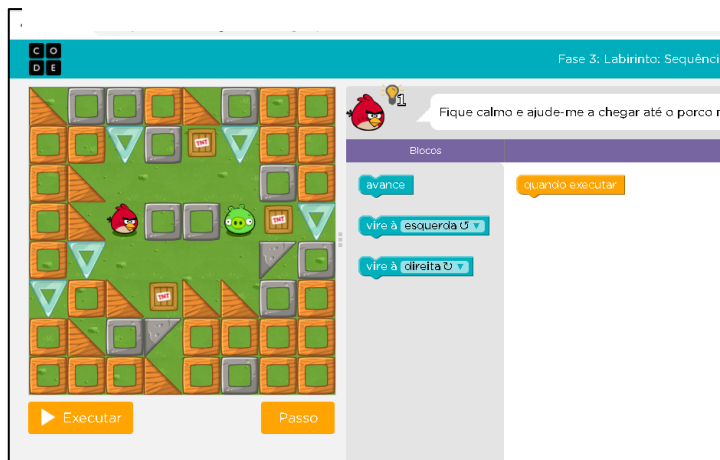 C O
D E
Fase 3: Labirinto: Sequênci
1
Fique calmo e ajude-me a chegar até o porco
Blocos
avance
quando executar
vire à esquerda
vire à direita
TNT
TNT
TNT
Executar
Passo